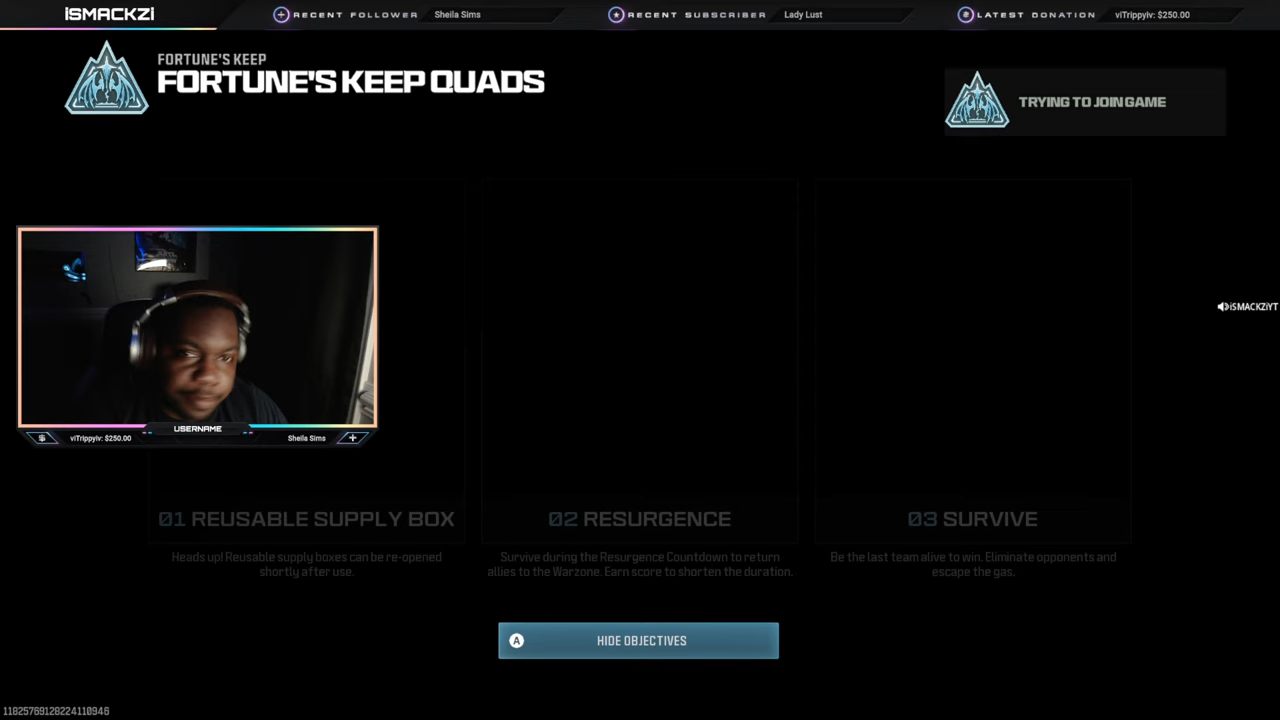 iSMACKZi
RECENT FOLLOWER Sheila Sims
RECENT SUBSCRIBER Lady Lust
LATEST DONATION viTrippyiv: $250.00
FORTUNE'S KEEP
FORTUNE'S KEEP QUADS
TRYING TO JOIN GAME
iSMACKZiYT
USERNAME
viTrippyiv: $250.00
Sheila Sims
01 REUSABLE SUPPLY BOX
Heads up! Reusable supply boxes can be re-opened
shortly after use.
02 RESURGENCE
Survive during the Resurgence Countdown to return
allies to the Warzone. Earn score to shorten the duration.
03 SURVIVE
Be the last team alive to win. Eliminate opponents and
escape the gas.
A HIDE OBJECTIVES
11825769128224110946